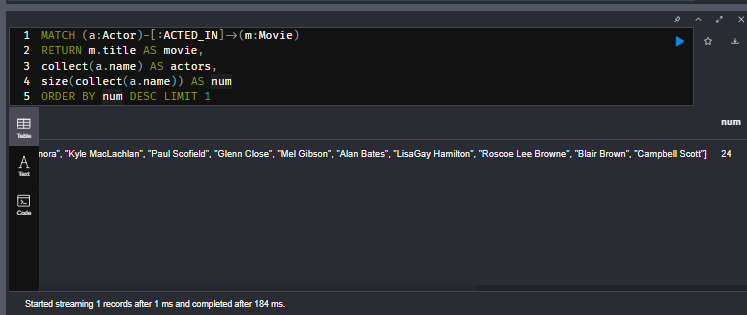 1 MATCH (a:Actor)-[:ACTED_IN]->(m:Movie)
2 RETURN m.title AS movie,
3 collect(a.name) AS actors,
4 size(collect(a.name)) AS num
5 ORDER BY num DESC LIMIT 1
num
Table
nora", "Kyle MacLachlan", "Paul Scofield", "Glenn Close", "Mel Gibson", "Alan Bates", "LisaGay Hamilton", "Roscoe Lee Browne", "Blair Brown", "Campbell Scott"] 24
A
Text
Code
Started streaming 1 records after 1 ms and completed after 184 ms.